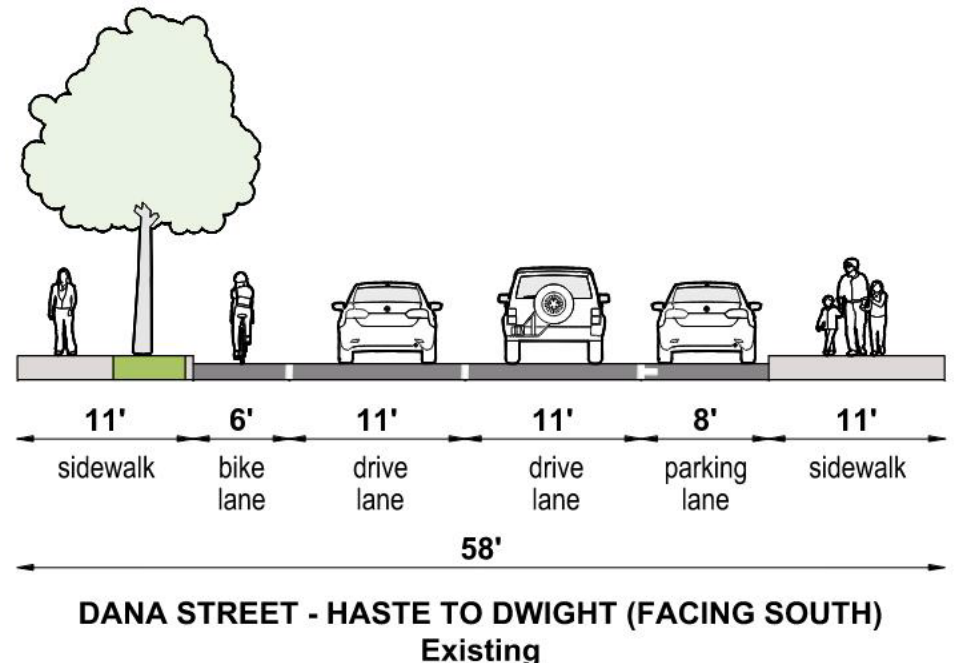 11' 6' 11' 11' 8' 11'
sidewalk bike drive drive parking sidewalk
lane lane lane lane
58'
DANA STREET - HASTE TO DWIGHT (FACING SOUTH)
Existing